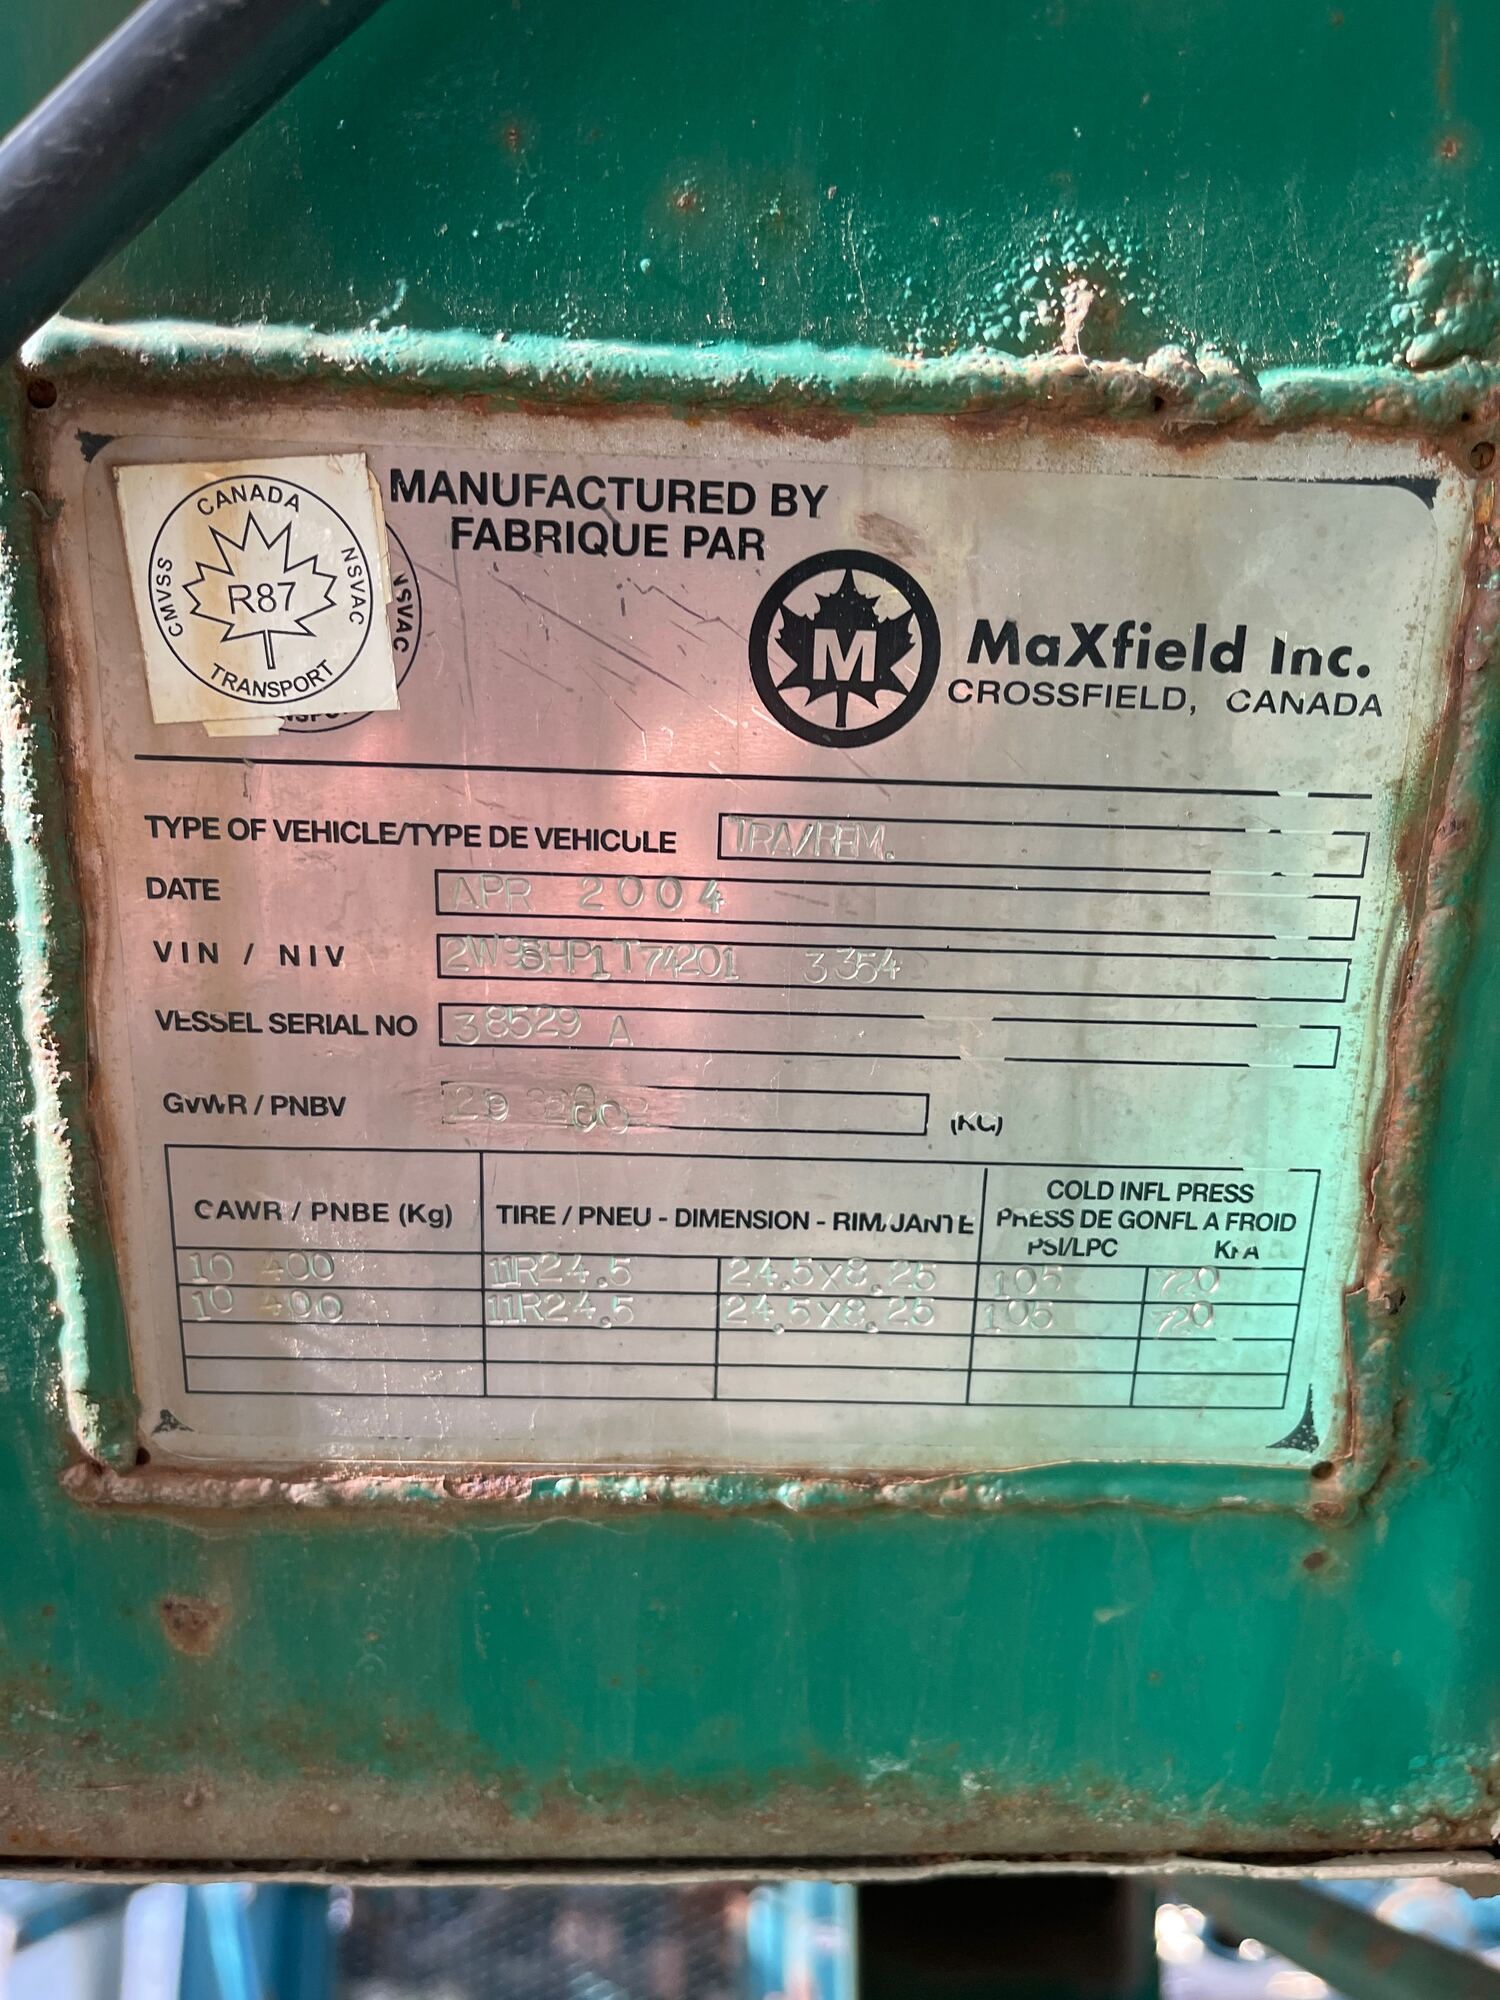 CANADA
CMVSS
R87
NSVAC
TRANSPORT
NSVAC
MANUFACTURED BY
FABRIQUE PAR
M
MaXfield Inc.
CROSSFIELD, CANADA
TYPE OF VEHICLE/TYPE DE VEHICULE TRA/REM.
DATE APR 2004
VIN / NIV 3354
VESSEL SERIAL NO 38529 A
GVWR / PNBV
(KG)
GAWR / PNBE (Kg) TIRE / PNEU - DIMENSION - RIM/JANTE
COLD INFL PRESS
PRESS DE GONFL A FROID
PSI/LPC KPA
10 400 11R24.5 24.5X8.25 105 720
10 400 11R24.5 24.5X8.25 105 720